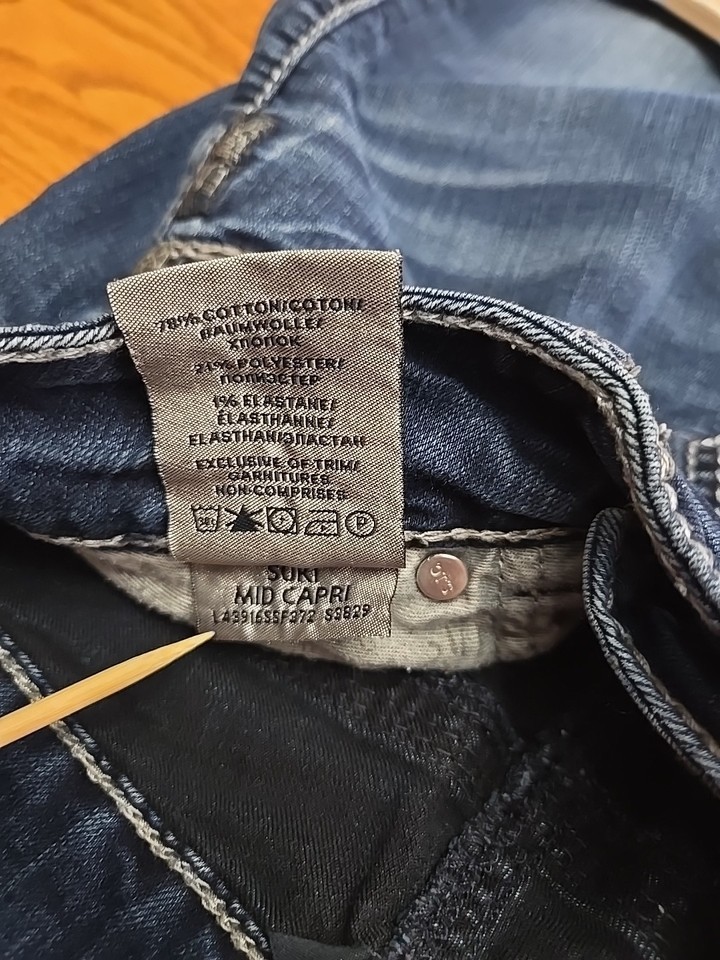 78% COTTON/COTON/
BAUMWOLLE/
ХЛОПОК
21% POLYESTER/
ПОЛИЭСТЕР
1% ELASTANE/
ÉLASTHANNE/
ELASTHAN/ЭЛАСТАН
EXCLUSIVE OF TRIM/
GARNITURES
NON-COMPRISES
P
SUKI
MID CAPRI
L43916SSF372 S3829